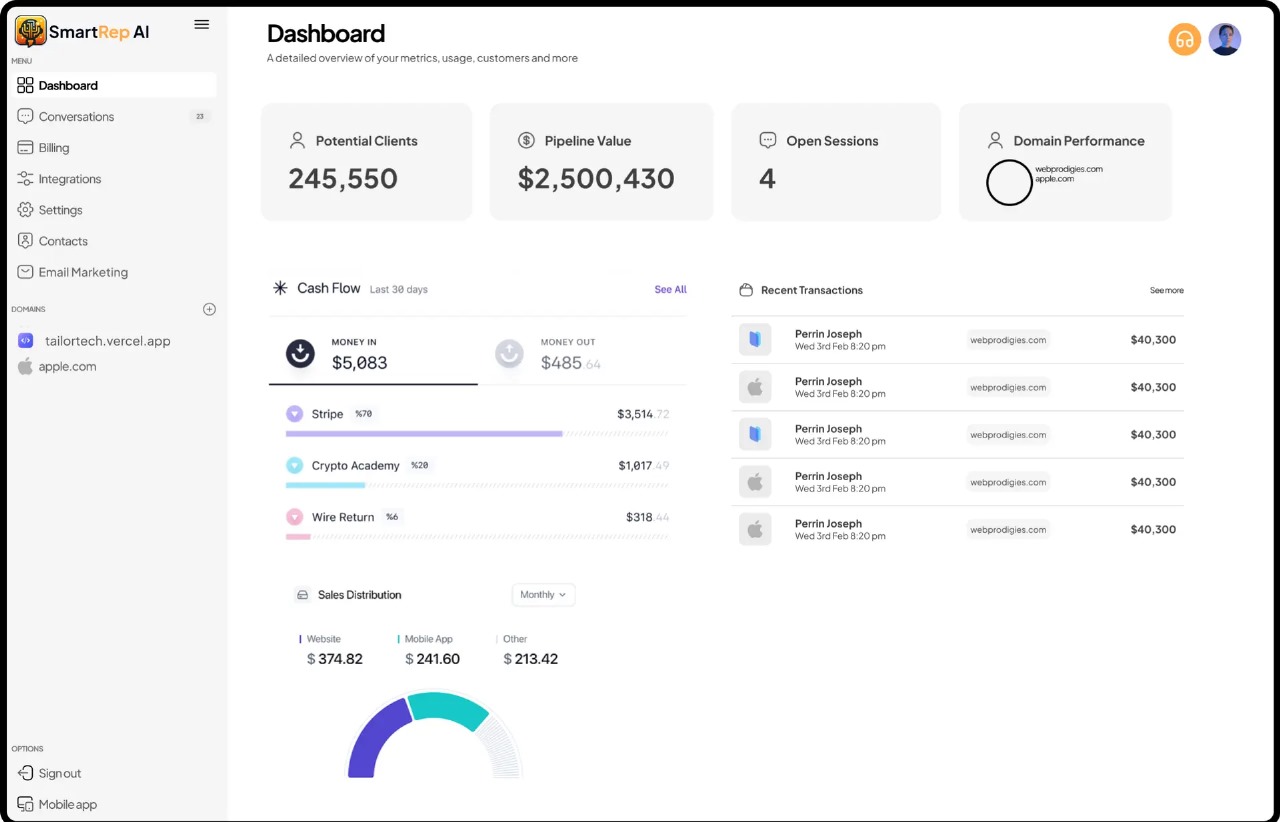 SmartRep AI
MENU
Dashboard
Conversations 23
Billing
Integrations
Settings
Contacts
Email Marketing
DOMAINS
tailortech.vercel.app
apple.com
OPTIONS
Sign out
Mobile app
Dashboard
A detailed overview of your metrics, usage, customers and more
Potential Clients
245,550
Pipeline Value
$2,500,430
Open Sessions
4
Domain Performance
webprodigies.com
apple.com
Cash Flow Last 30 days See All
MONEY IN
$5,083
MONEY OUT
$485.64
Stripe %70 $3,514.72
Crypto Academy %20 $1,017.49
Wire Return %6 $318.44
Recent Transactions See more
Perrin Joseph
Wed 3rd Feb 8:20 pm
webprodigies.com
$40,300
Perrin Joseph
Wed 3rd Feb 8:20 pm
webprodigies.com
$40,300
Perrin Joseph
Wed 3rd Feb 8:20 pm
webprodigies.com
$40,300
Perrin Joseph
Wed 3rd Feb 8:20 pm
webprodigies.com
$40,300
Perrin Joseph
Wed 3rd Feb 8:20 pm
webprodigies.com
$40,300
Sales Distribution Monthly
Website
$ 374.82
Mobile App
$ 241.60
Other
$ 213.42